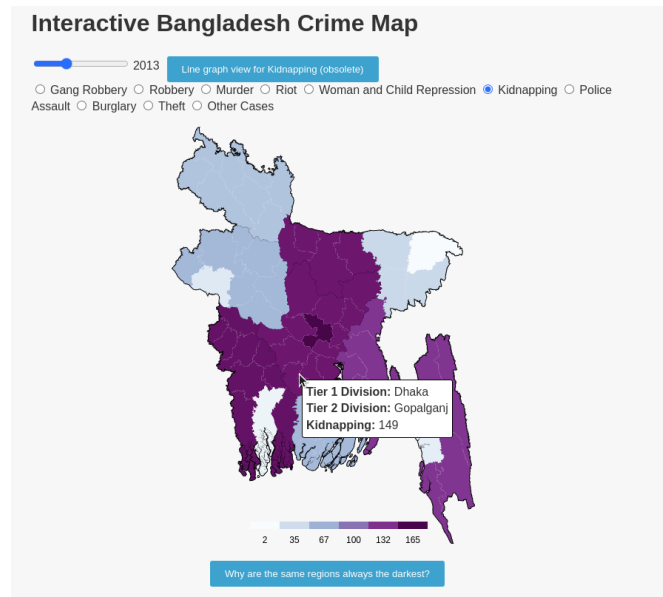 Interactive Bangladesh Crime Map
2013 Line graph view for Kidnapping (obsolete)
Gang Robbery Robbery Murder Riot Woman and Child Repression Kidnapping Police
Assault Burglary Theft Other Cases
Tier 1 Division: Dhaka
Tier 2 Division: Gopalganj
Kidnapping: 149
2 35 67 100 132 165
Why are the same regions always the darkest?